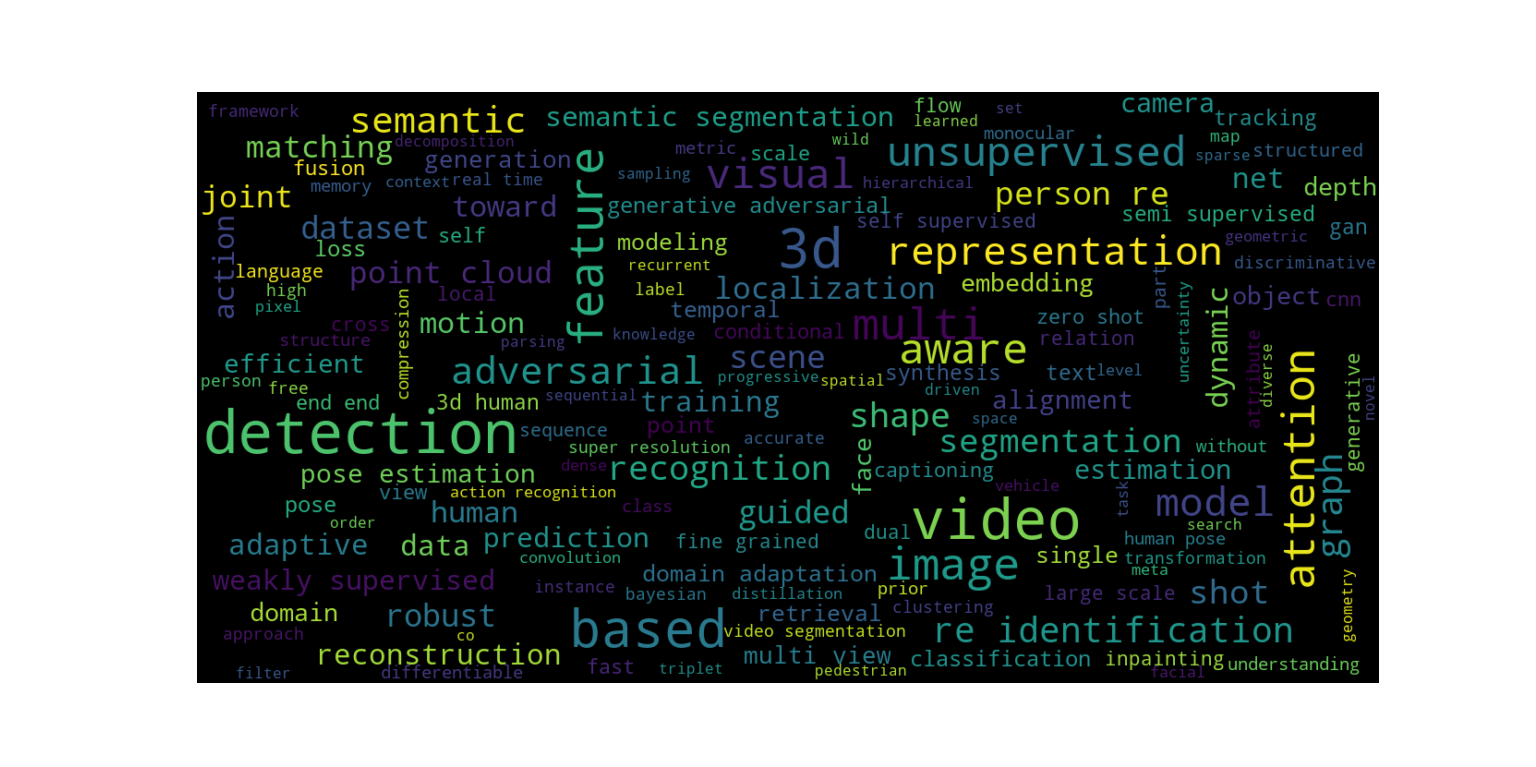 framework
semantic
semantic segmentation
flow
set
camera
tracking
learned
matching
decomposition
wild
monocular
map
fusion
generation
metric
scale
unsupervised
sparse
structured
memory
context
real time
sampling
visual
hierarchical
net
depth
joint
toward
feature
generative adversarial
person re
semi supervised
action
dataset
self
self supervised
gan
loss
modeling
3d
representation
geometric
language
point cloud
recurrent
embedding
discriminative
high
local
label
localization
part
object
cnn
pixel
compression
temporal
uncertainty
dynamic
cross
motion
knowledge
conditional
multi
zero shot
structure
parsing
relation
attribute
diverse
efficient
adversarial
scene
aware
attention
generative
person
free
progressive
spatial
synthesis
text
level
novel
end end
3d human
sequential
training
driven
alignment
detection
sequence
point
shape
space
super resolution
accurate
face
segmentation
without
pose estimation
dense
recognition
captioning
estimation
graph
view
action recognition
class
vehicle
task
model
pose
human
guided
video
search
order
adaptive
data
prediction
fine grained
dual
human pose
convolution
image
single
transformation
meta
weakly supervised
instance
domain adaptation
prior
large scale
shot
geometry
bayesian
distillation
domain
robust
retrieval
clustering
approach
co
based
video segmentation
re identification
reconstruction
multi view
classification
inpainting
understanding
filter
differentiable
fast
triplet
pedestrian
facial